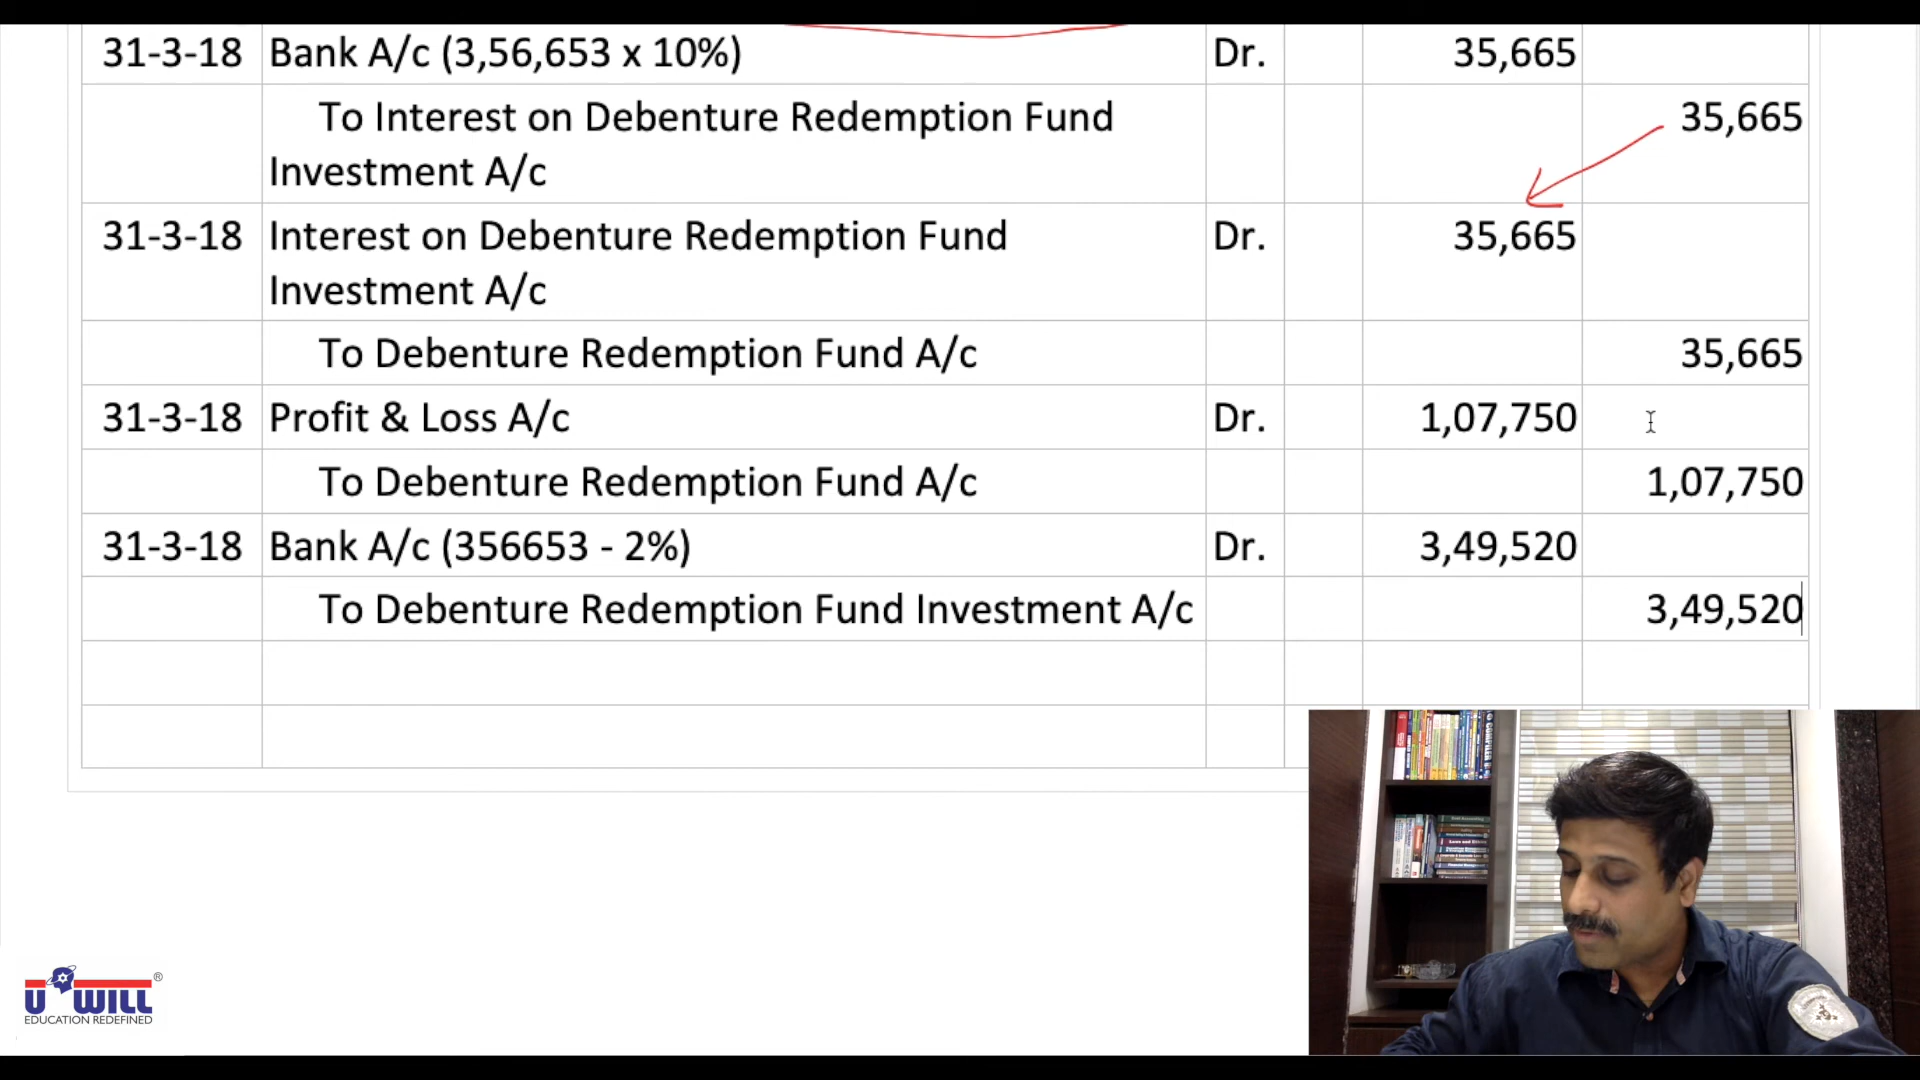 31-3-18 Bank A/c (3,56,653 x 10%) Dr. 35,665
To Interest on Debenture Redemption Fund 35,665
Investment A/c
31-3-18 Interest on Debenture Redemption Fund Dr. 35,665
Investment A/c
To Debenture Redemption Fund A/c 35,665
31-3-18 Profit & Loss A/c Dr. 1,07,750
To Debenture Redemption Fund A/c 1,07,750
31-3-18 Bank A/c (356653 - 2%) Dr. 3,49,520
To Debenture Redemption Fund Investment A/c 3,49,520
U WILL ®
EDUCATION REDEFINED